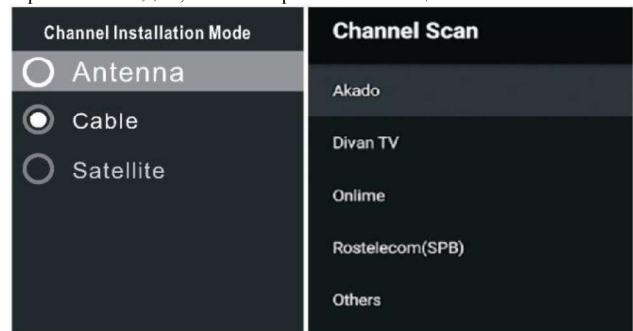 Channel Installation Mode
Antenna
Cable
Satellite
Channel Scan
Akado
Divan TV
Onlime
Rostelecom(SPB)
Others